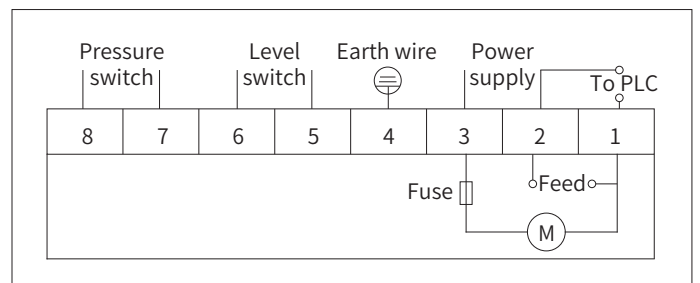 Pressure switch
Level switch
Earth wire
Power supply
To PLC
8 7 6 5 4 3 2 1
Fuse
Feed
M